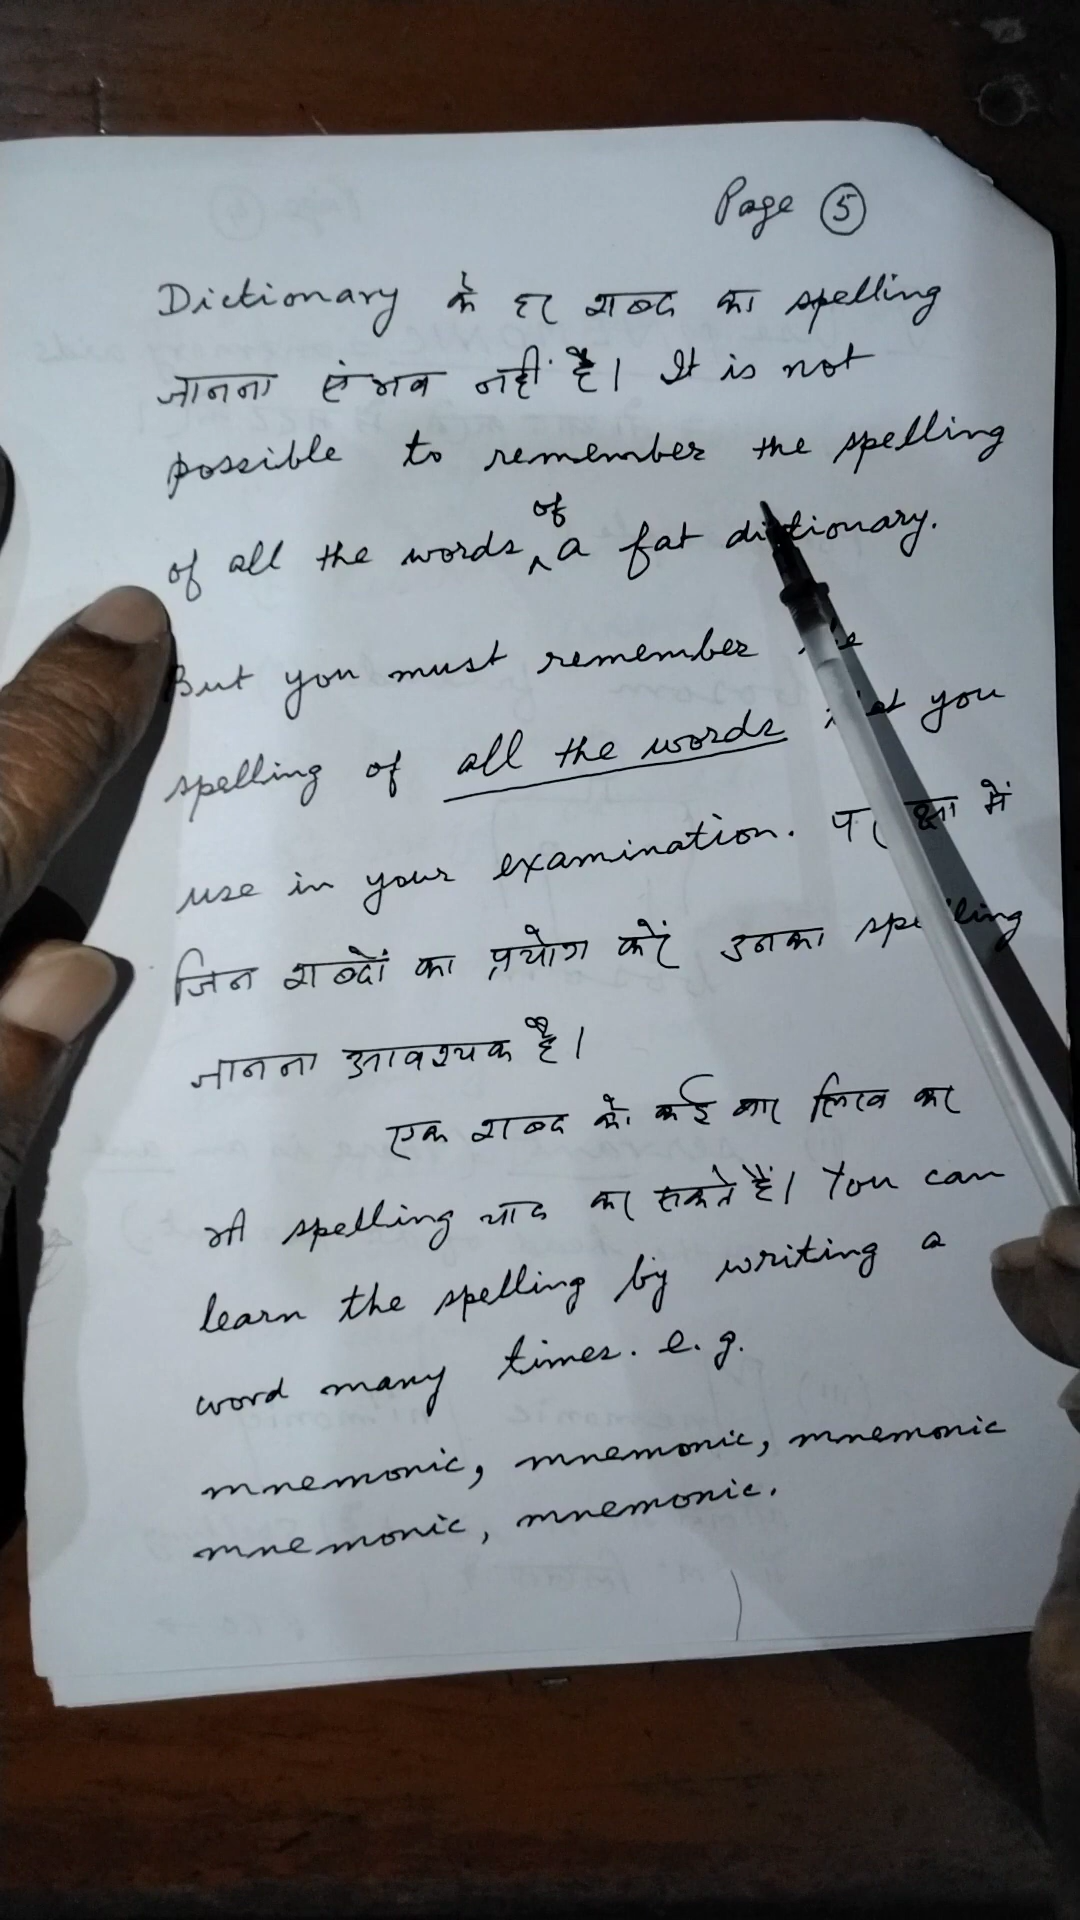 Page 5
Dictionary के हर शब्द का spelling
जानना संभव नहीं है। It is not
possible to remember the spelling
of
of all the words, a fat dictionary.
But you must remember
spelling of all the words you
use in your examination. में
जिन शब्दों का प्रयोग करें उनका spelling
जानना आवश्यक है।
एक शब्द को कई बार लिख कर
भी spelling याद कर सकते हैं। You can
learn the spelling by writing a
word many times. e.g.
mnemonic, mnemonic, mnemonic
mnemonic, mnemonic.